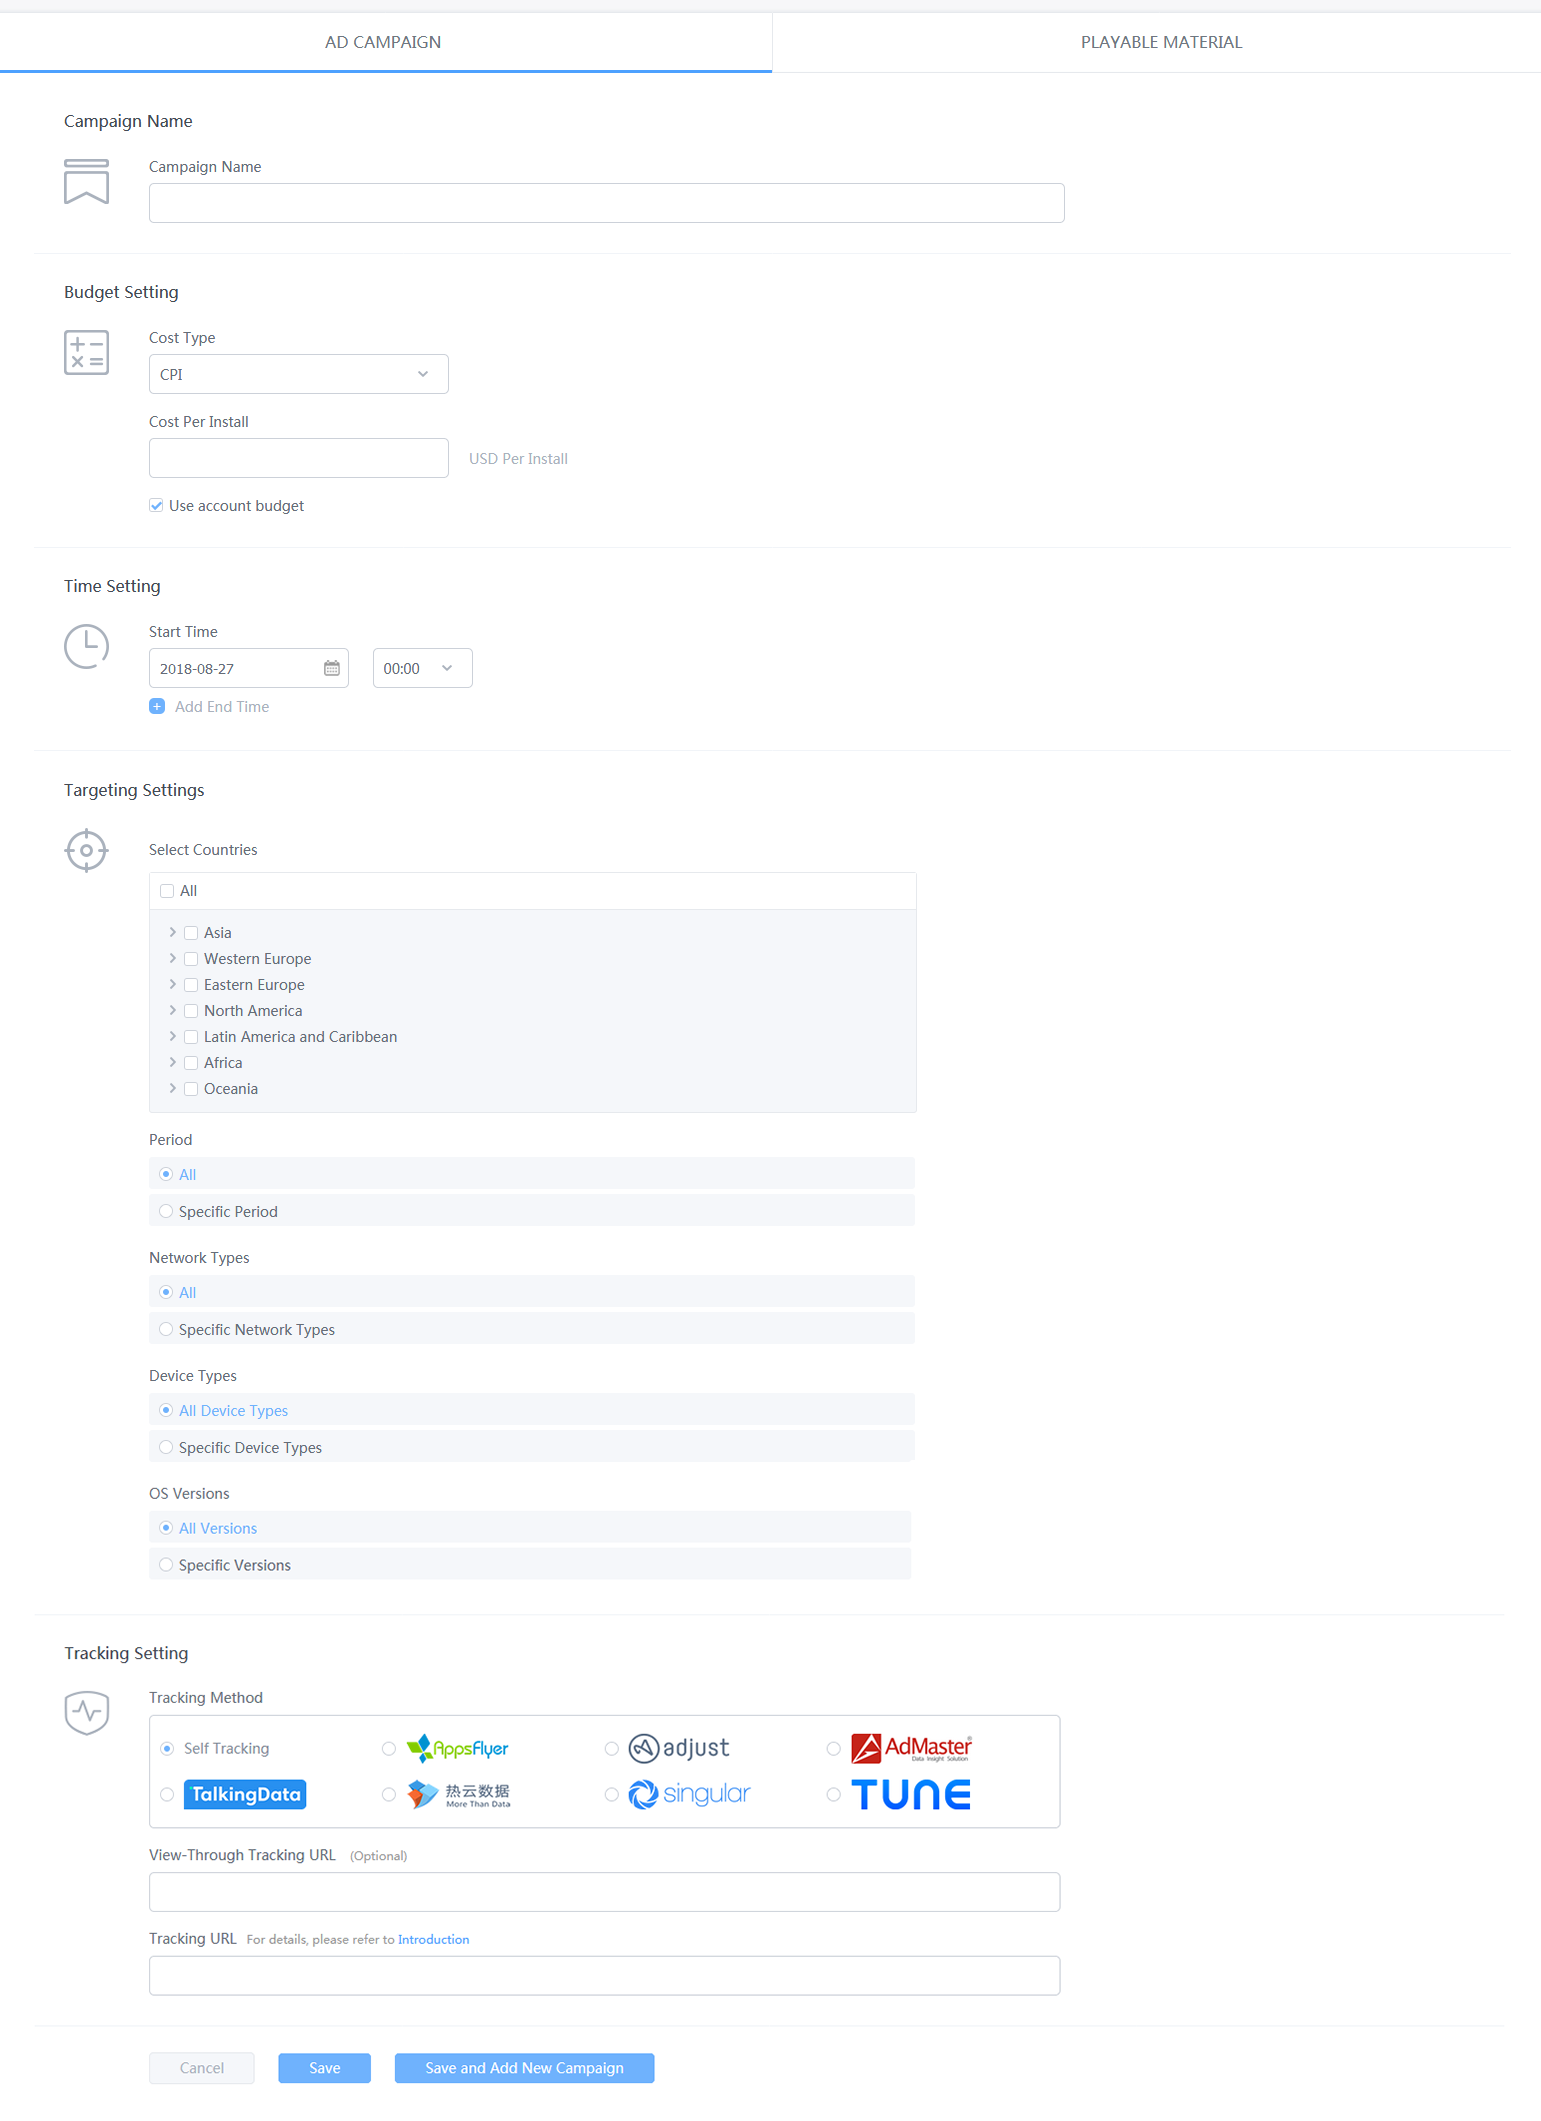 AD CAMPAIGN
PLAYABLE MATERIAL
Campaign Name
Campaign Name
Budget Setting
Cost Type
CPI
Cost Per Install
USD Per Install
Use account budget
Time Setting
Start Time
2018-08-27
00:00
Add End Time
Targeting Settings
Select Countries
All
Asia
Western Europe
Eastern Europe
North America
Latin America and Caribbean
Africa
Oceania
Period
All
Specific Period
Network Types
All
Specific Network Types
Device Types
All Device Types
Specific Device Types
OS Versions
All Versions
Specific Versions
Tracking Setting
Tracking Method
Self Tracking
AppsFlyer
adjust
AdMaster
Data Insight Solution
TalkingData
热云数据
More Than Data
singular
TUNE
View-Through Tracking URL (Optional)
Tracking URL For details, please refer to Introduction
Cancel
Save
Save and Add New Campaign